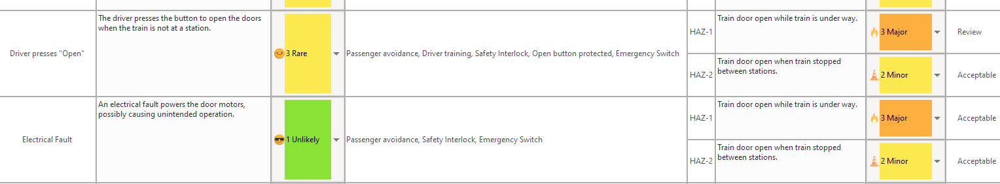 Driver presses "Open"
The driver presses the button to open the doors
when the train is not at a station.
3 Rare
Passenger avoidance, Driver training, Safety Interlock, Open button protected, Emergency Switch
HAZ-1
Train door open while train is under way.
3 Major
Review
HAZ-2
Train door open when train stopped
between stations.
2 Minor
Acceptable
Electrical Fault
An electrical fault powers the door motors,
possibly causing unintended operation.
1 Unlikely
Passenger avoidance, Safety Interlock, Emergency Switch
HAZ-1
Train door open while train is under way.
3 Major
Acceptable
HAZ-2
Train door open when train stopped
between stations.
2 Minor
Acceptable